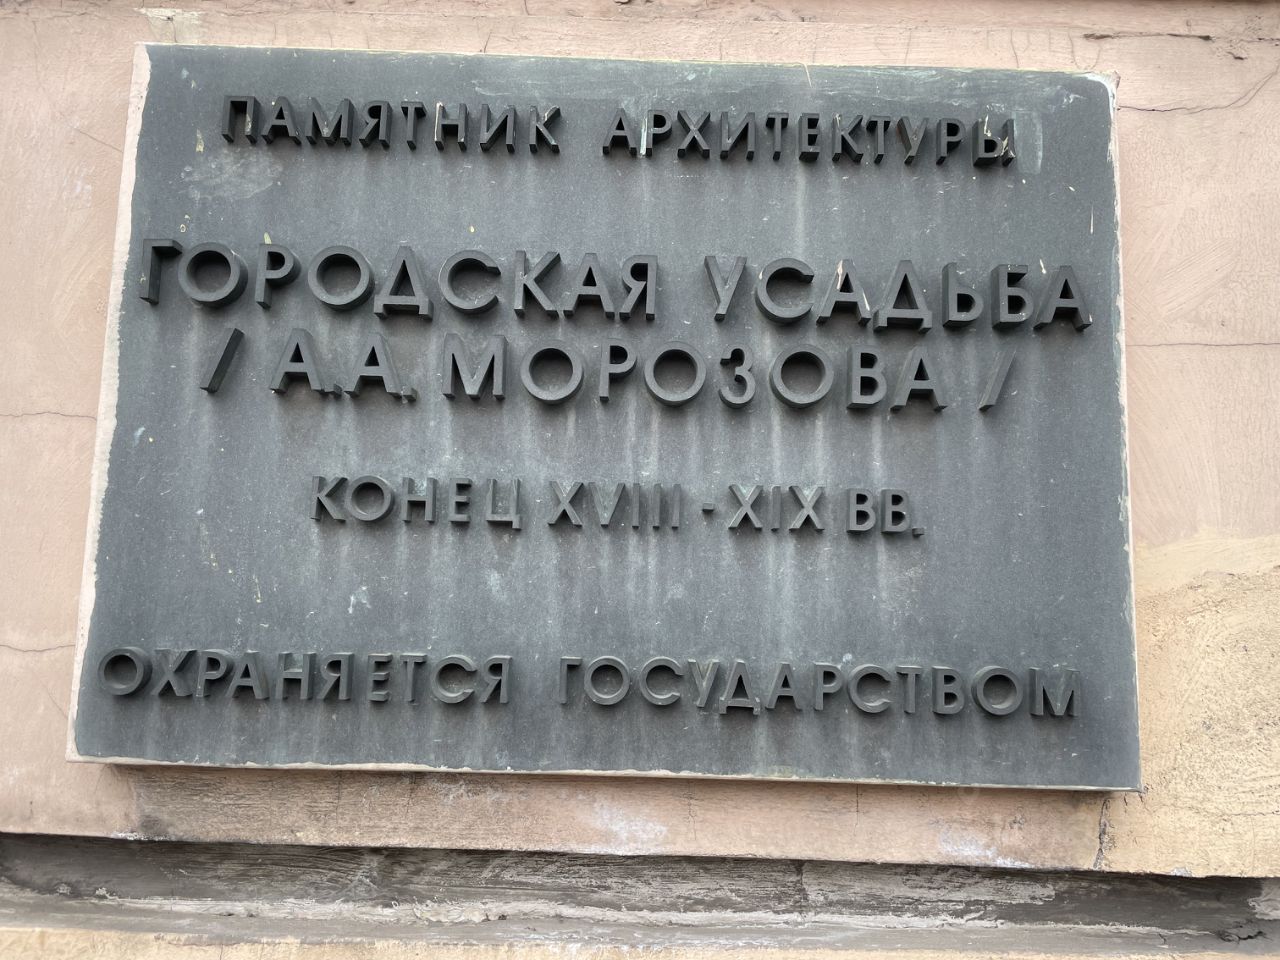 ПАМЯТНИК АРХИТЕКТУРЫ
ГОРОДСКАЯ УСАДЬБА
/ А.А. МОРОЗОВА /
КОНЕЦ XVIII - XIX ВВ.
ОХРАНЯЕТСЯ ГОСУДАРСТВОМ